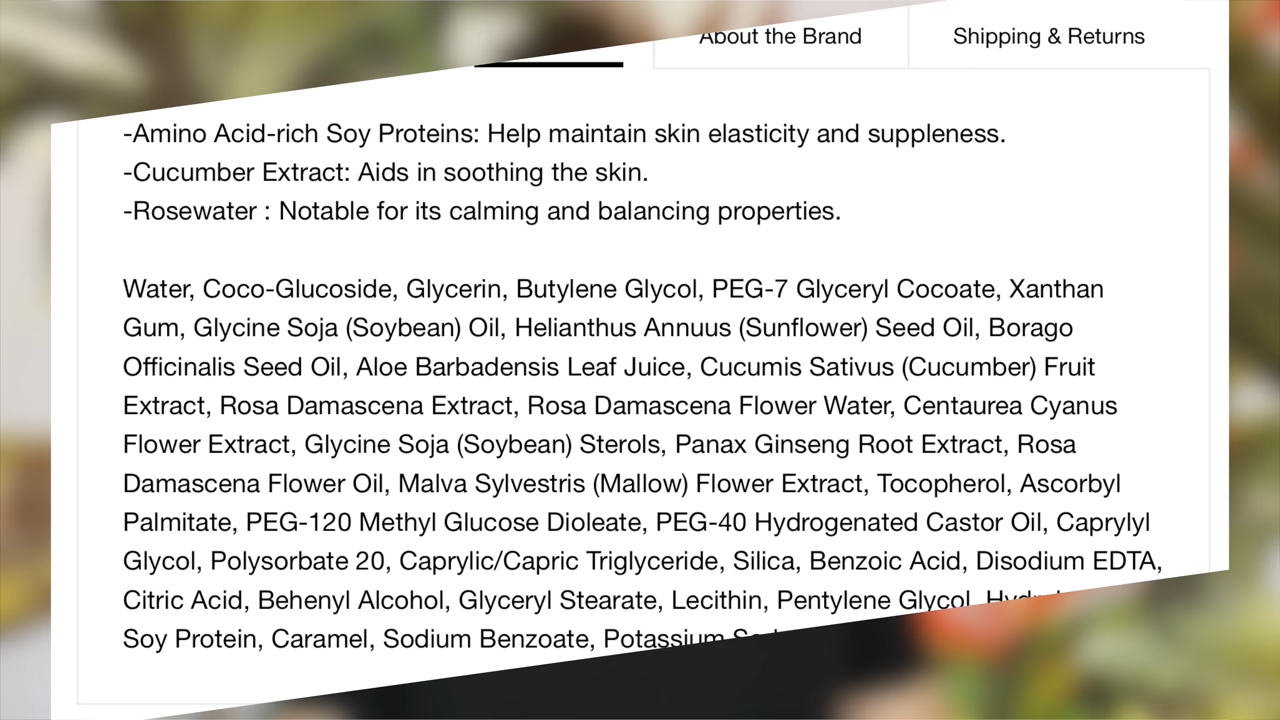 About the Brand
Shipping & Returns
-Amino Acid-rich Soy Proteins: Help maintain skin elasticity and suppleness.
-Cucumber Extract: Aids in soothing the skin.
-Rosewater : Notable for its calming and balancing properties.
Water, Coco-Glucoside, Glycerin, Butylene Glycol, PEG-7 Glyceryl Cocoate, Xanthan
Gum, Glycine Soja (Soybean) Oil, Helianthus Annuus (Sunflower) Seed Oil, Borago
Officinalis Seed Oil, Aloe Barbadensis Leaf Juice, Cucumis Sativus (Cucumber) Fruit
Extract, Rosa Damascena Extract, Rosa Damascena Flower Water, Centaurea Cyanus
Flower Extract, Glycine Soja (Soybean) Sterols, Panax Ginseng Root Extract, Rosa
Damascena Flower Oil, Malva Sylvestris (Mallow) Flower Extract, Tocopherol, Ascorbyl
Palmitate, PEG-120 Methyl Glucose Dioleate, PEG-40 Hydrogenated Castor Oil, Caprylyl
Glycol, Polysorbate 20, Caprylic/Capric Triglyceride, Silica, Benzoic Acid, Disodium EDTA,
Citric Acid, Behenyl Alcohol, Glyceryl Stearate, Lecithin, Pentylene Glycol,
Soy Protein, Caramel, Sodium Benzoate, Potassium